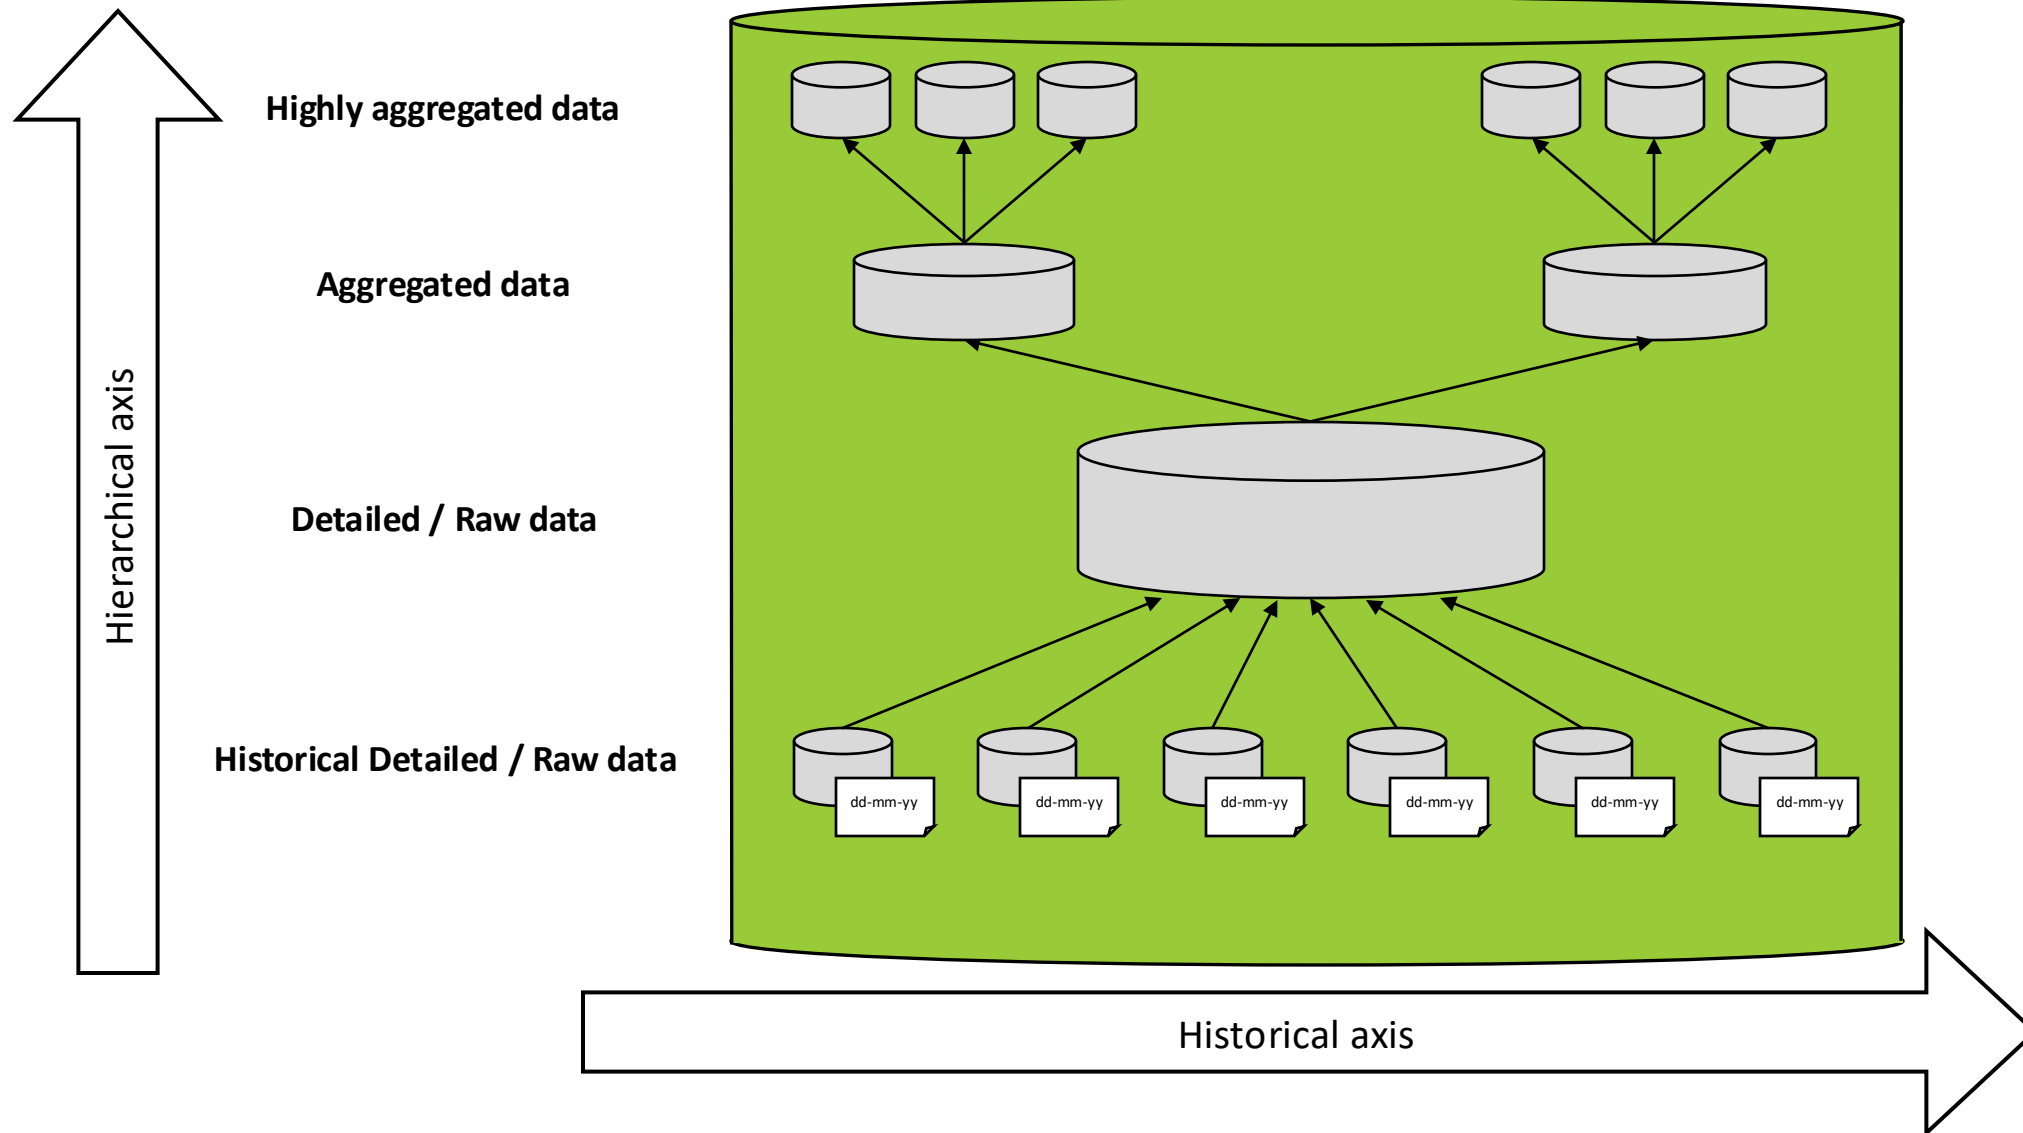 Highly aggregated data
Aggregated data
Hierarchical axis
Detailed / Raw data
Historical Detailed / Raw data
dd-mm-yy
dd-mm-yy
dd-mm-yy
dd-mm-yy
dd-mm-yy
dd-mm-yy
Historical axis